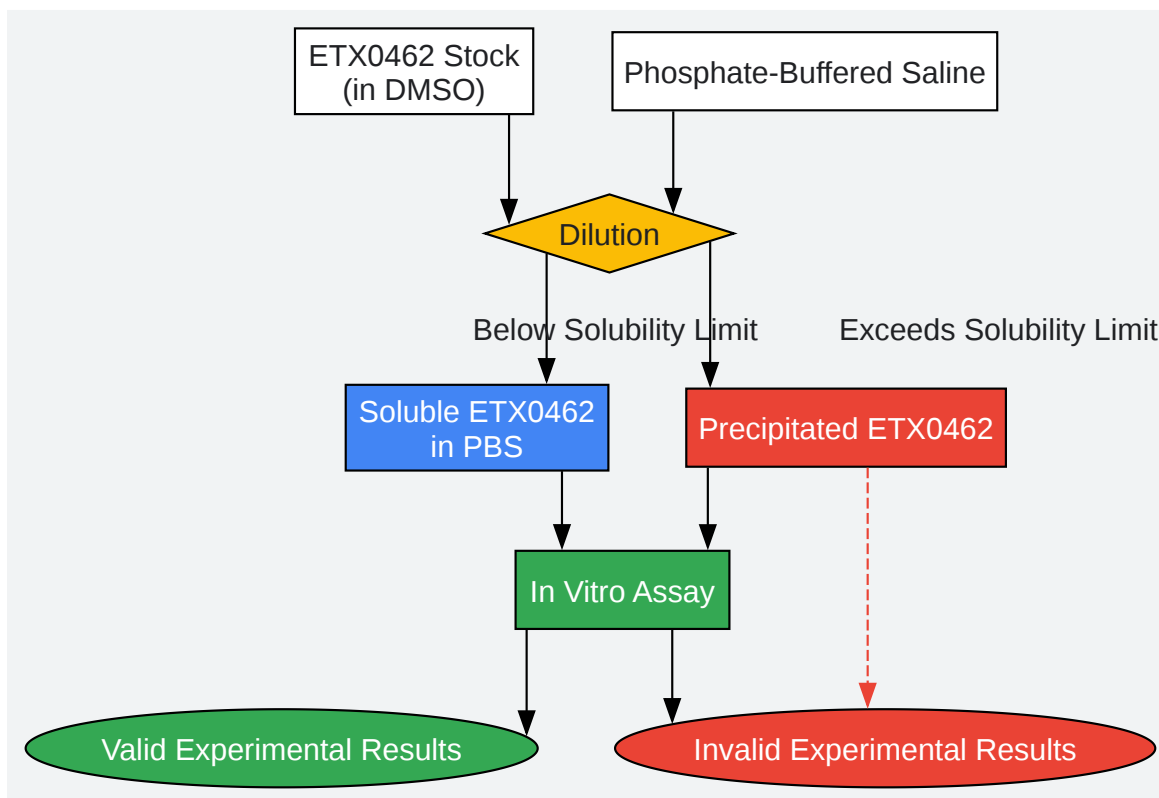 ETX0462 Stock
(in DMSO)
Phosphate-Buffered Saline
Dilution
Below Solubility Limit
Exceeds Solubility Limit
Soluble ETX0462
in PBS
Precipitated ETX0462
In Vitro Assay
Valid Experimental Results
Invalid Experimental Results